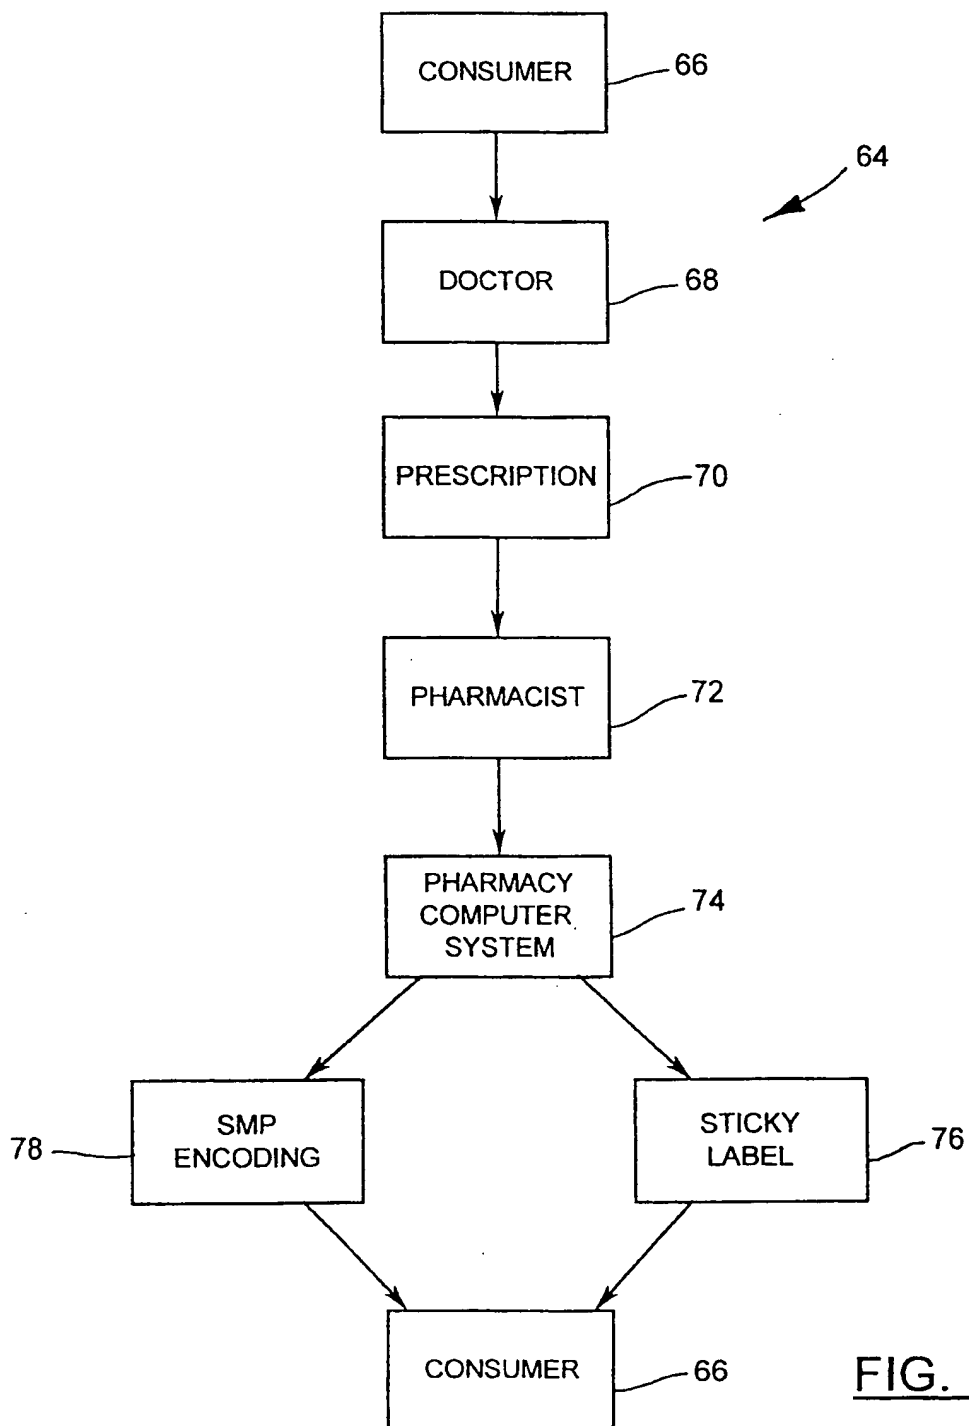 CONSUMER
66
64
DOCTOR
68
PRESCRIPTION
70
PHARMACIST
72
PHARMACY
COMPUTER
SYSTEM
74
78
SMP
ENCODING
STICKY
LABEL
76
CONSUMER
66
FIG.